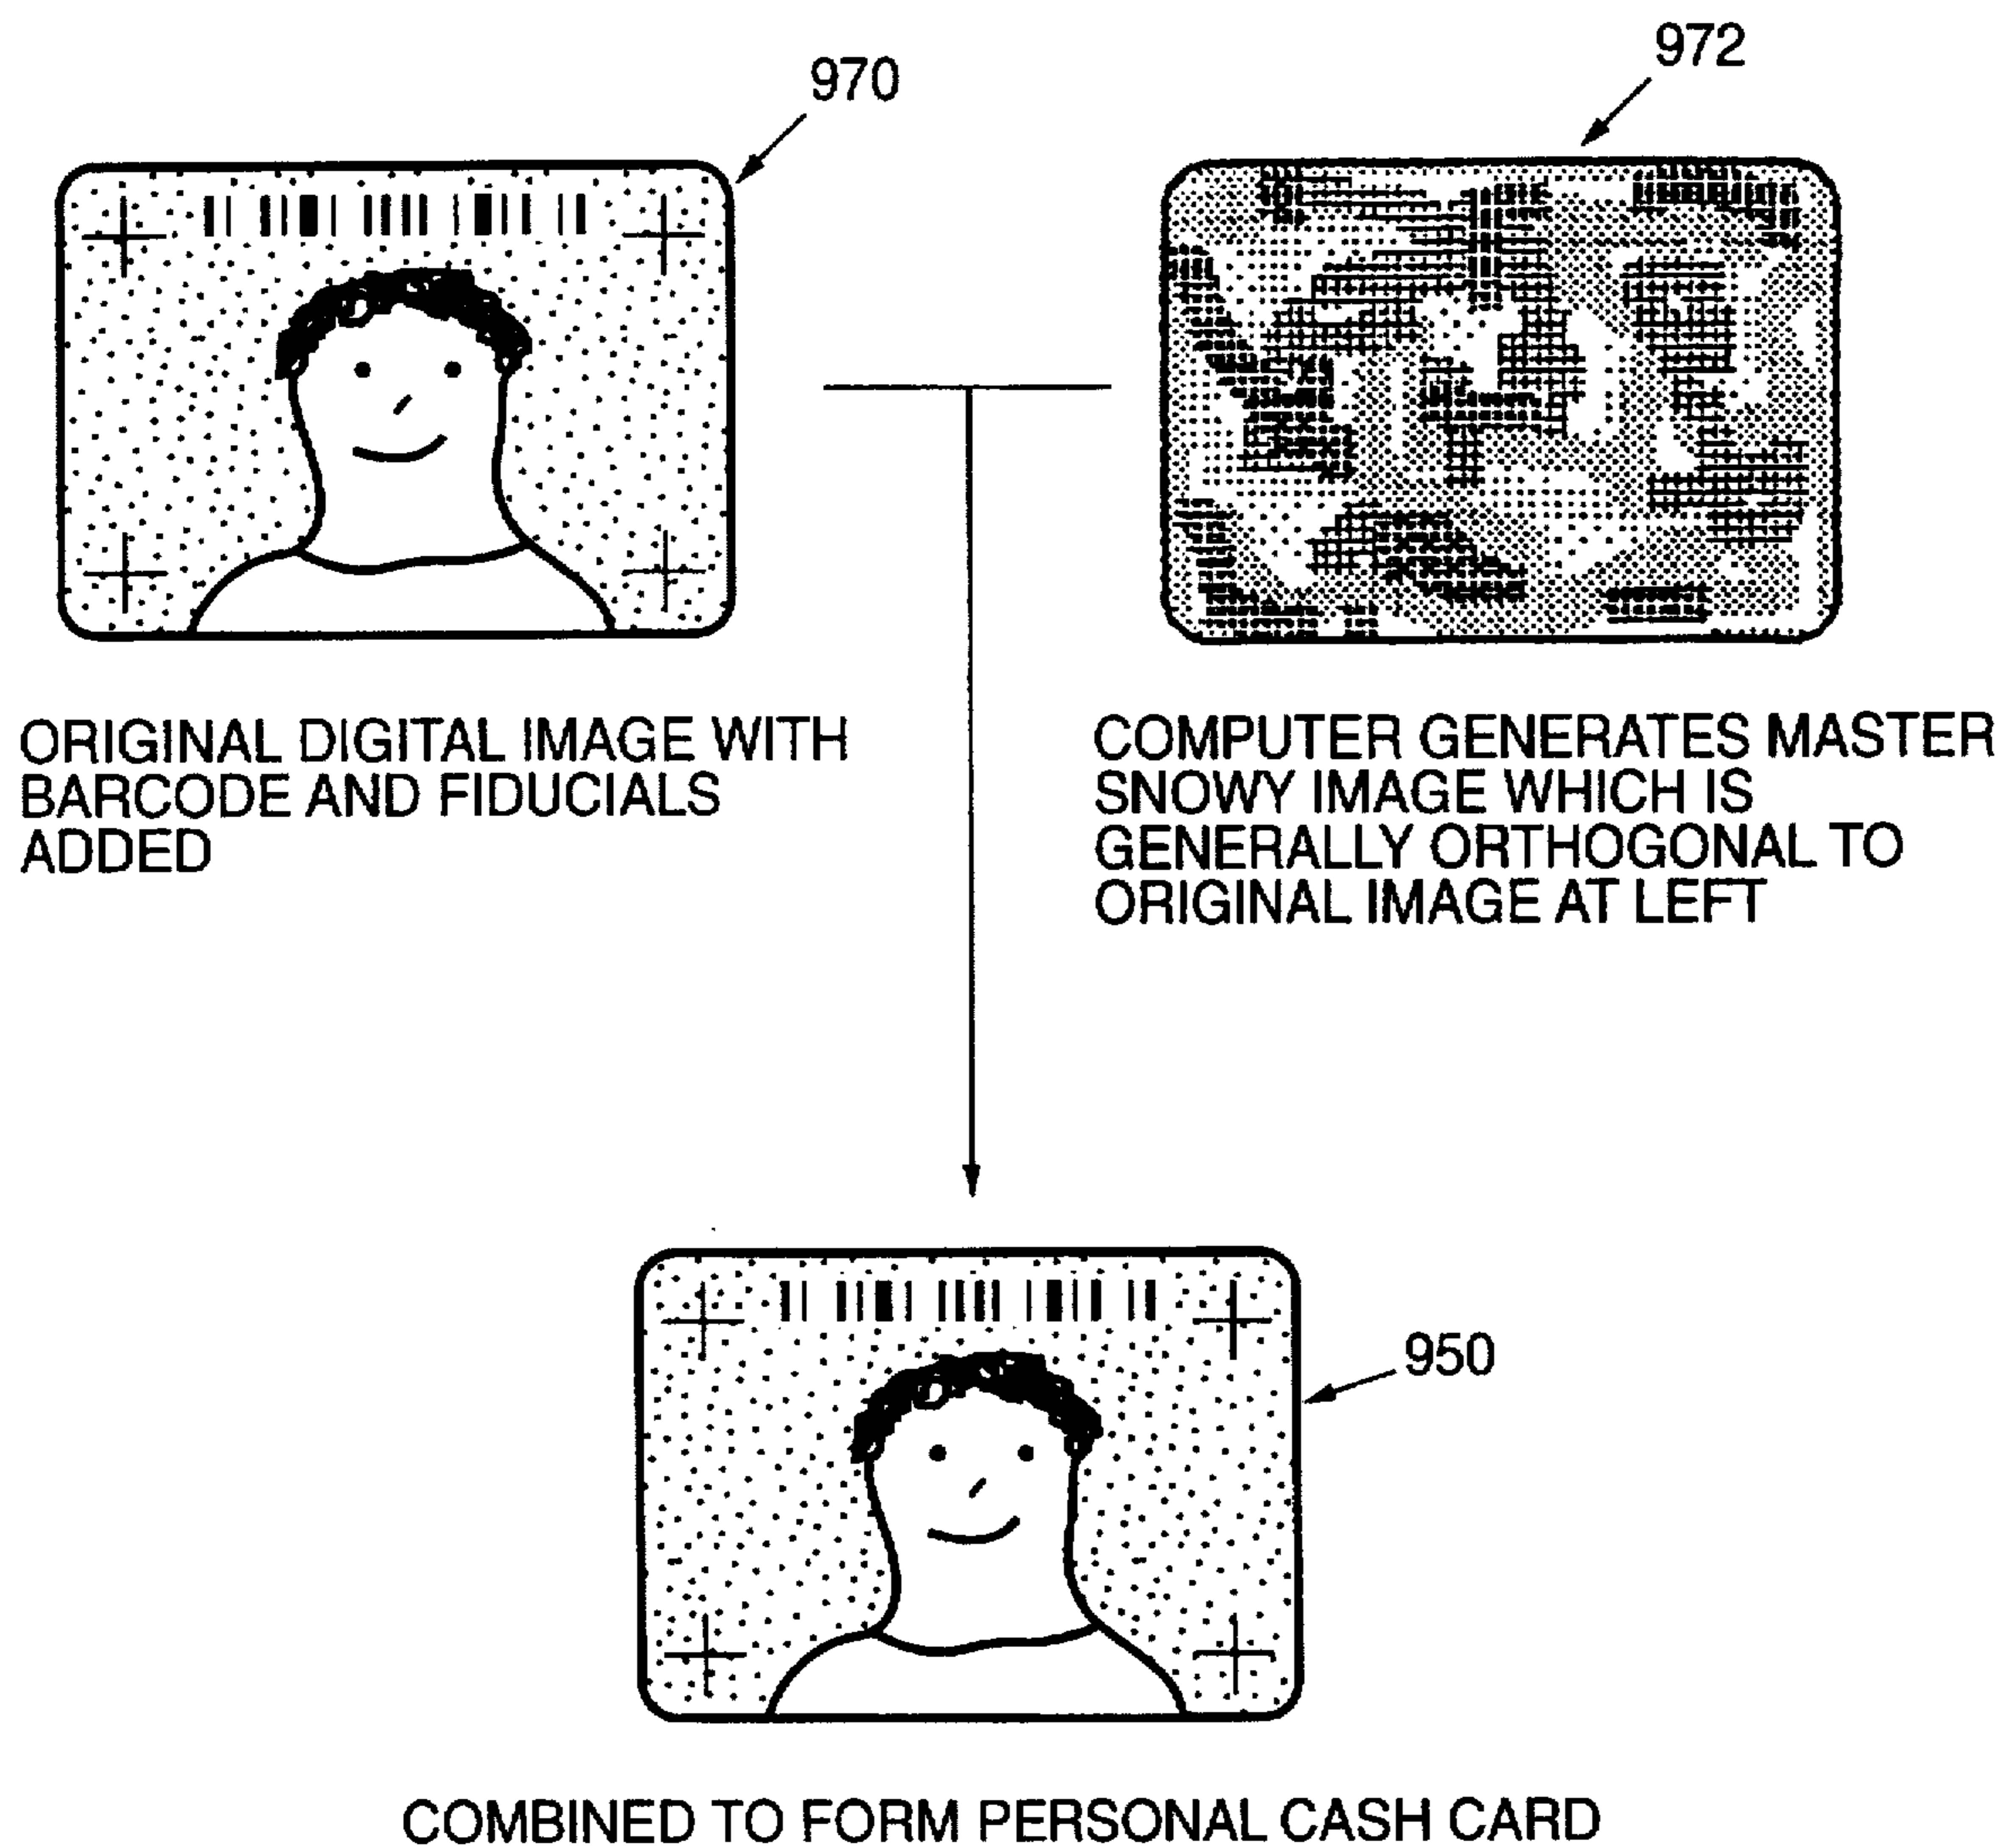 970
972
ORIGINAL DIGITAL IMAGE WITH
BARCODE AND FIDUCIALS
ADDED
COMPUTER GENERATES MASTER
SNOWY IMAGE WHICH IS
GENERALLY ORTHOGONAL TO
ORIGINAL IMAGE AT LEFT
950
COMBINED TO FORM PERSONAL CASH CARD